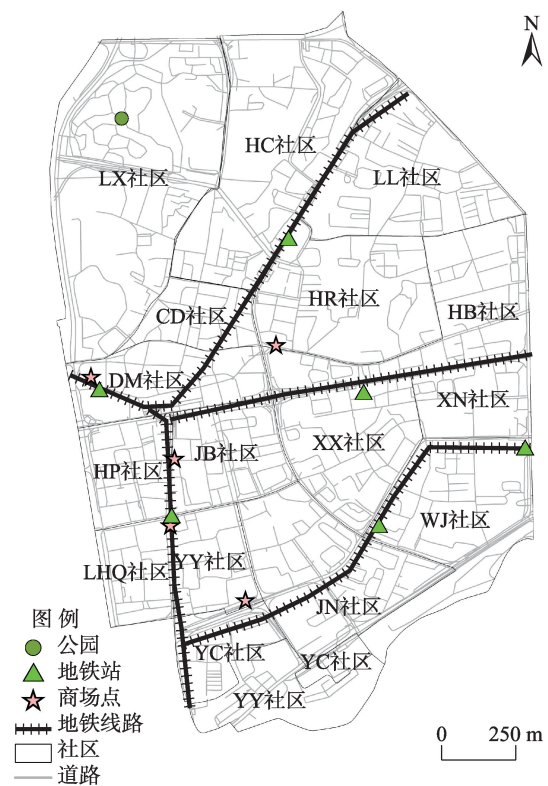 N
HC社区
LL社区
LX社区
HR社区
CD社区
HB社区
DM社区
XN社区
JB社区
XX社区
HP社区
WJ社区
YY社区
LHQ社区
JN社区
YC社区
YC社区
YY社区
图 例
公园
地铁站
商场点
地铁线路
社区
道路
0 250 m